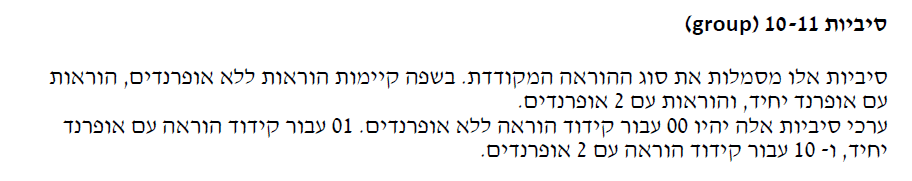 סיביות 10-11 (group)
סיביות אלו מסמלות את סוג ההוראה המקודדת. בשפה קיימות הוראות ללא אופרנדים, הוראות
עם אופרנד יחיד, והוראות עם 2 אופרנדים.
ערכי סיביות אלה יהיו 00 עבור קידוד הוראה ללא אופרנדים. 01 עבור קידוד הוראה עם אופרנד
יחיד, ו- 10 עבור קידוד הוראה עם 2 אופרנדים.